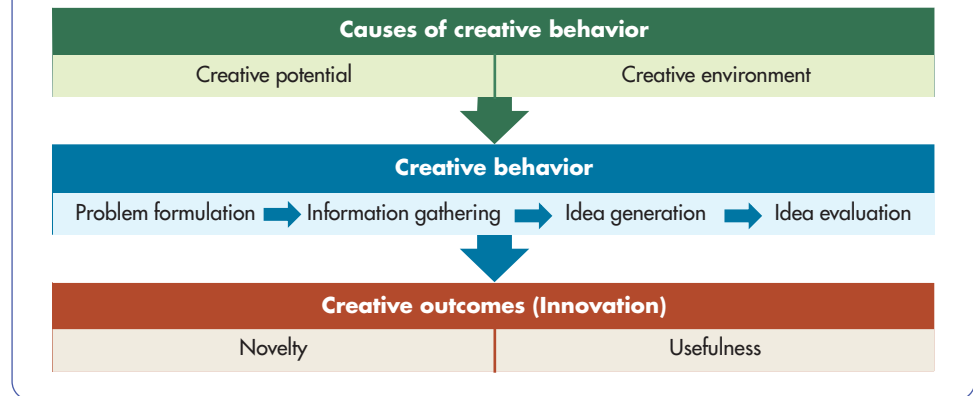 Causes of creative behavior
Creative potential Creative environment
Creative behavior
Problem formulation Information gathering Idea generation Idea evaluation
Creative outcomes (Innovation)
Novelty Usefulness